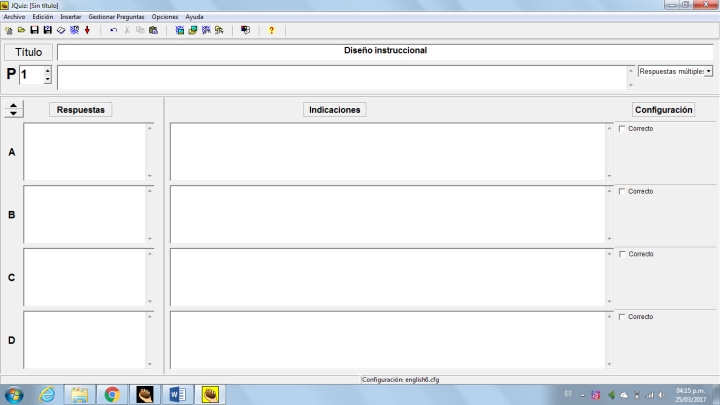 JQuiz: [Sin título]
Archivo Edición Insertar Gestionar Preguntas Opciones Ayuda
Título
Diseño instruccional
P 1
Respuestas múltiples
Respuestas
Indicaciones
Configuración
A
Correcto
B
Correcto
C
Correcto
D
Correcto
Configuración: english6.cfg
ES
04:15 p.m.
25/03/2017